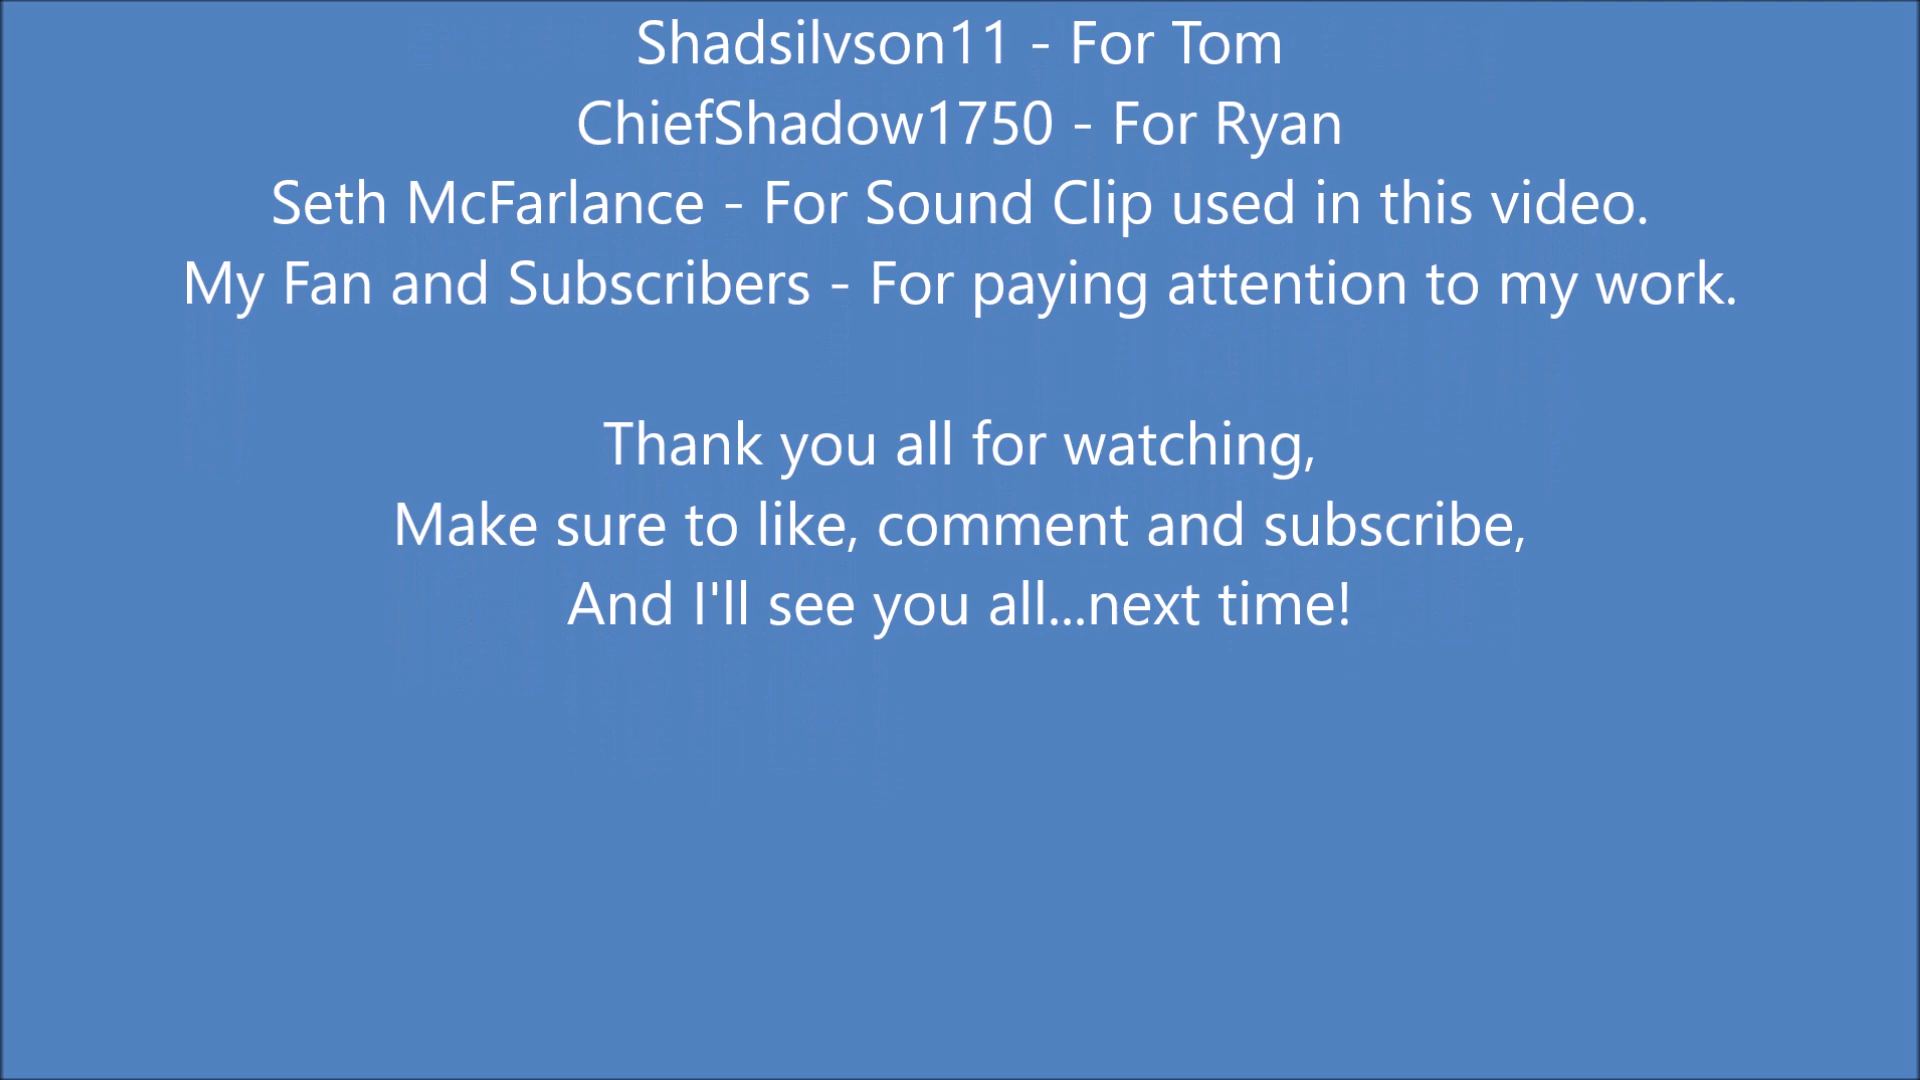 Shadsilvson11 - For Tom
ChiefShadow1750 - For Ryan
Seth McFarlance - For Sound Clip used in this video.
My Fan and Subscribers - For paying attention to my work.
Thank you all for watching,
Make sure to like, comment and subscribe,
And I'll see you all...next time!